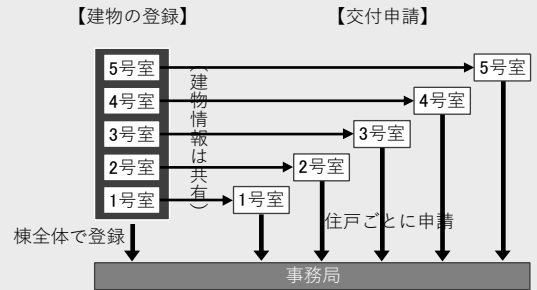 【建物の登録】
【交付申請】
5号室
4号室
3号室
2号室
1号室
（建物情報は共有）
5号室
4号室
3号室
2号室
1号室
棟全体で登録
住戸ごとに申請
事務局